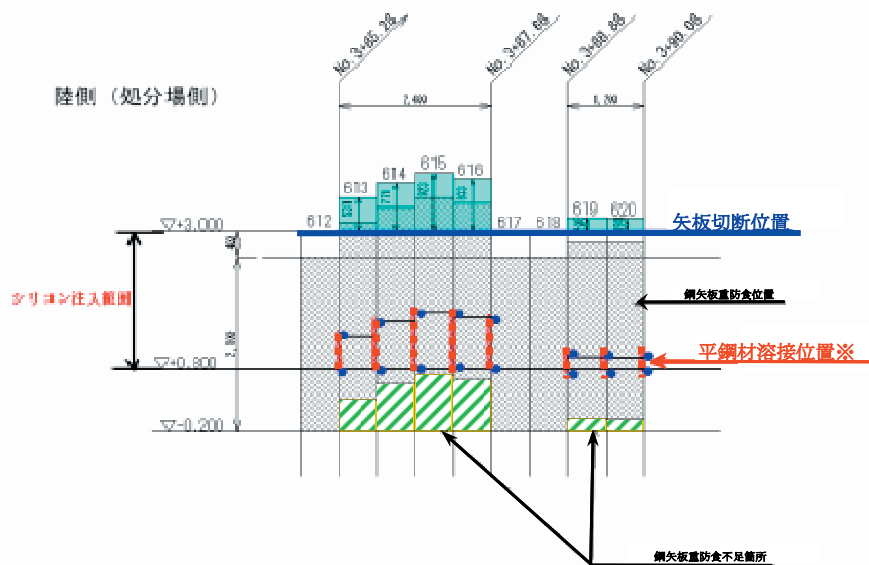 No.3+85.28
No.3+87.68
No.3+88.88
No.3+90.08
陸側（処分場側）
2,400
1,200
615
614
616
613
619
620
612
617
618
▽+3.000
矢板切断位置
鋼矢板重防食位置
シリコン注入範囲
平鋼材溶接位置※
▽+0.800
▽-0.200
鋼矢板重防食不足箇所